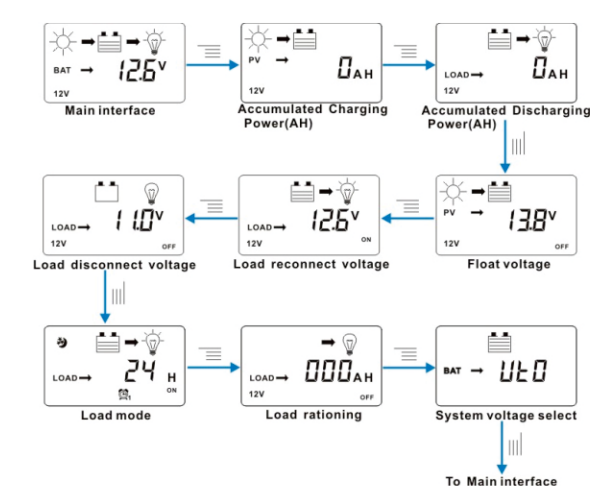 BAT → 12.6V
12V
Main interface
PV →
0AH
12V
Accumulated Charging
Power(AH)
LOAD→ 0AH
12V
Accumulated Discharging
Power(AH)
LOAD→ 11.0V
12V OFF
Load disconnect voltage
LOAD→ 12.6V
12V ON
Load reconnect voltage
PV → 13.8V
12V OFF
Float voltage
LOAD→ 24 H
ON
1
Load mode
LOAD→ 000AH
12V OFF
Load rationing
BAT → Ut0
System voltage select
To Main interface